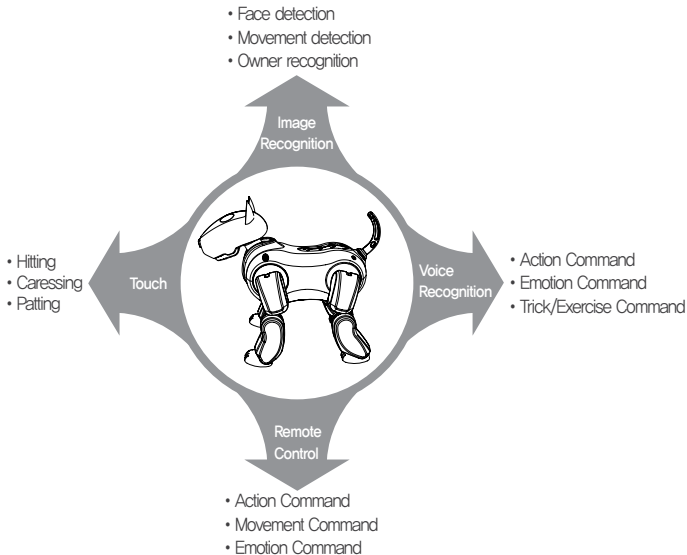 • Face detection
• Movement detection
• Owner recognition
Image
Recognition
• Hitting
• Caressing
• Patting
Touch
Voice
Recognition
• Action Command
• Emotion Command
• Trick/Exercise Command
Remote
Control
• Action Command
• Movement Command
• Emotion Command